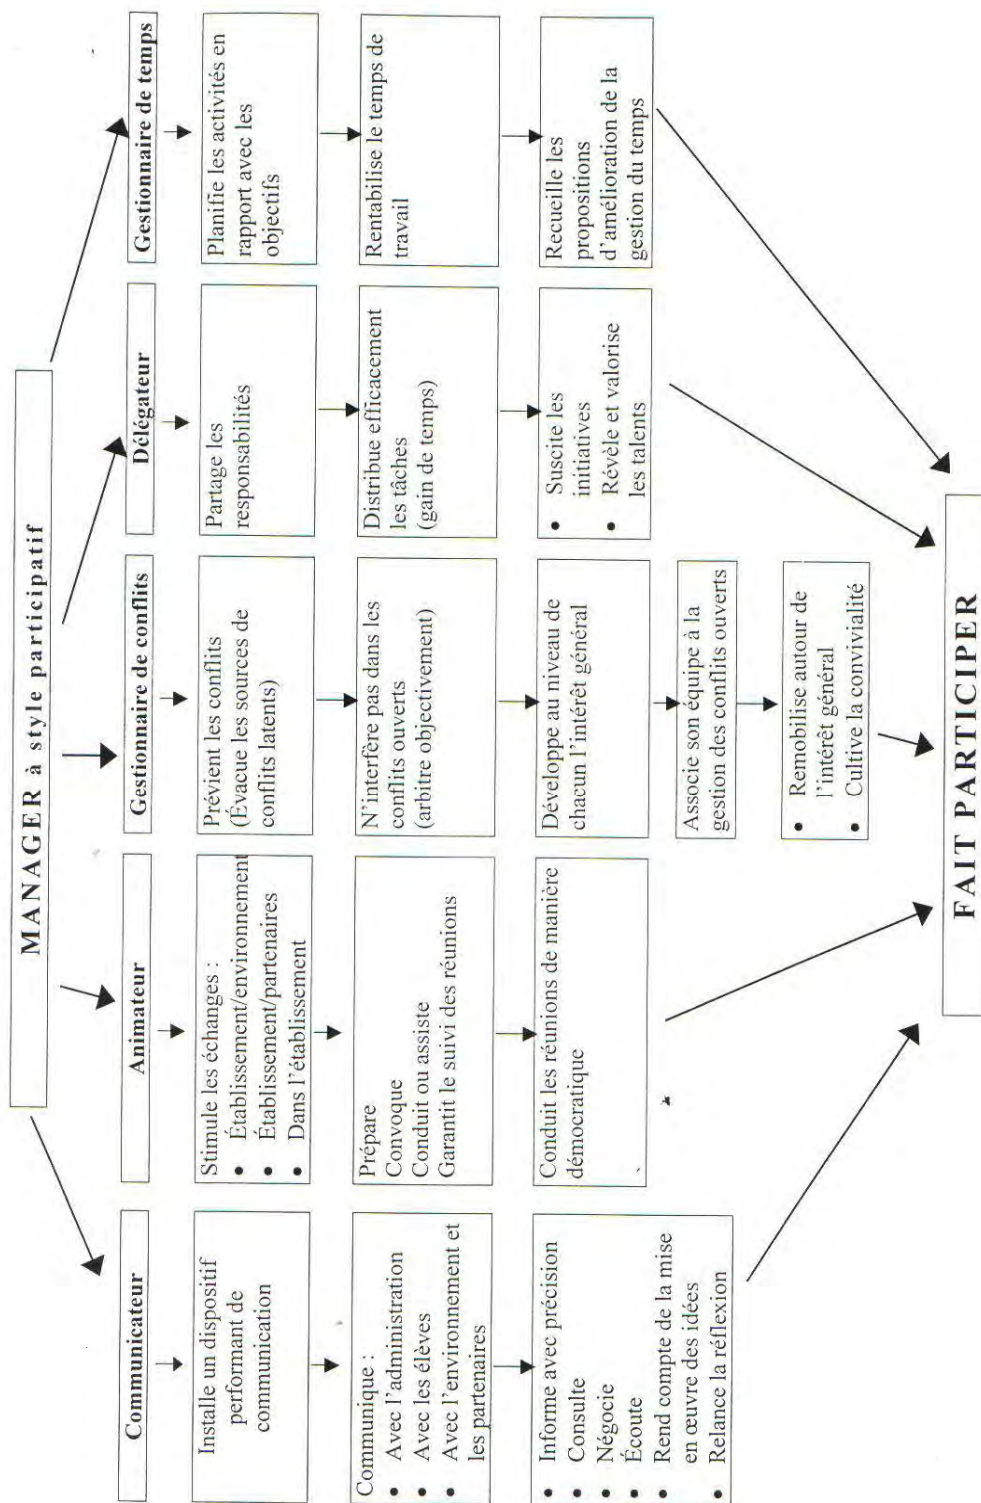 MANAGER à style participatif
Communicateur
Installe un dispositif
performant de
communication
Communique :
• Avec l'administration
• Avec les élèves
• Avec l'environnement et
les partenaires
• Informe avec précision
• Consulte
• Négocie
• Écoute
• Rend compte de la mise
en œuvre des idées
• Relance la réflexion
Animateur
Stimule les échanges :
• Établissement/environnement
• Établissement/partenaires
• Dans l'établissement
Prépare
Convoque
Conduit ou assiste
Garantit le suivi des réunions
Conduit les réunions de manière
démocratique
Gestionnaire de conflits
Prévient les conflits
(Évacue les sources de
conflits latents)
N'interfère pas dans les
conflits ouverts
(arbitre objectivement)
Développe au niveau de
chacun l'intérêt général
Associe son équipe à la
gestion des conflits ouverts
• Remobilise autour de
l'intérêt général
• Cultive la convivialité
Délégateur
Partage les
responsabilités
Distribue efficacement
les tâches
(gain de temps)
• Suscite les
initiatives
• Révèle et valorise
les talents
Gestionnaire de temps
Planifie les activités en
rapport avec les
objectifs
Rentabilise le temps de
travail
Recueille les
propositions
d'amélioration de la
gestion du temps
FAIT PARTICIPER